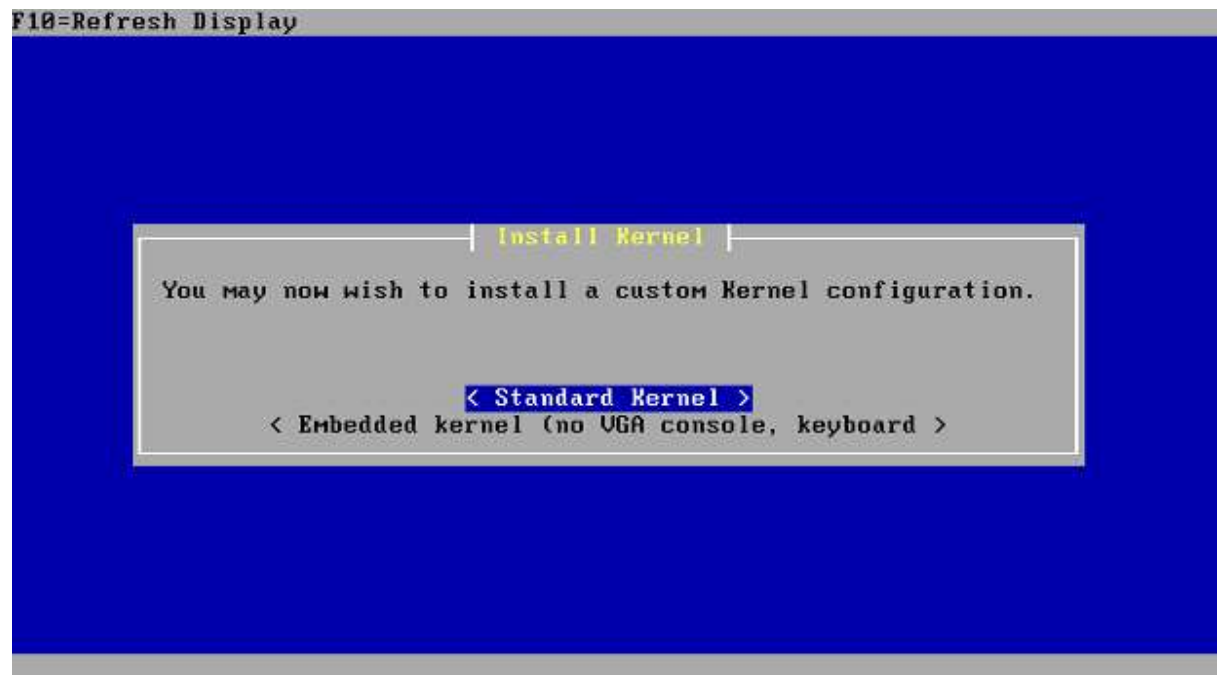 F10=Refresh Display
Install Kernel
You may now wish to install a custom Kernel configuration.
< Standard Kernel >
< Embedded kernel (no VGA console, keyboard >